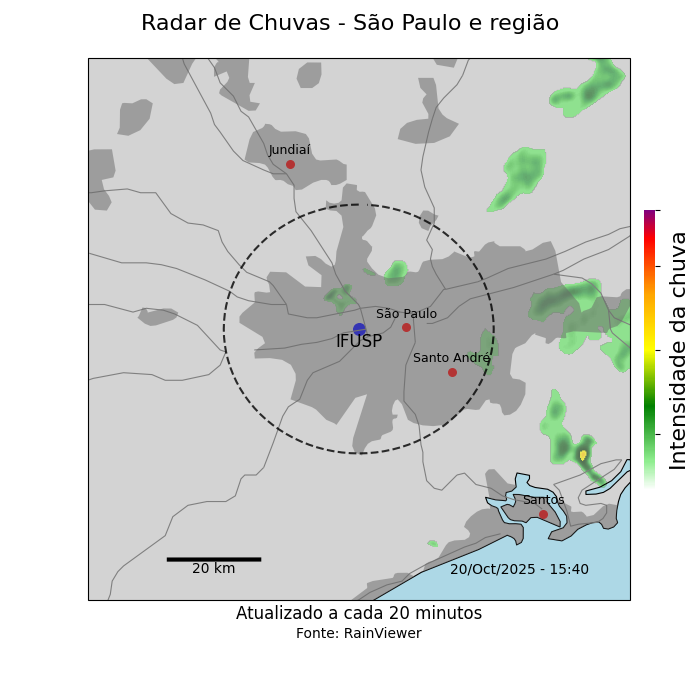 Radar de Chuvas - São Paulo e região
Jundiaí
São Paulo
IFUSP
Santo André
Santos
20 km
20/Oct/2025 - 15:40
Intensidade da chuva
Atualizado a cada 20 minutos
Fonte: RainViewer